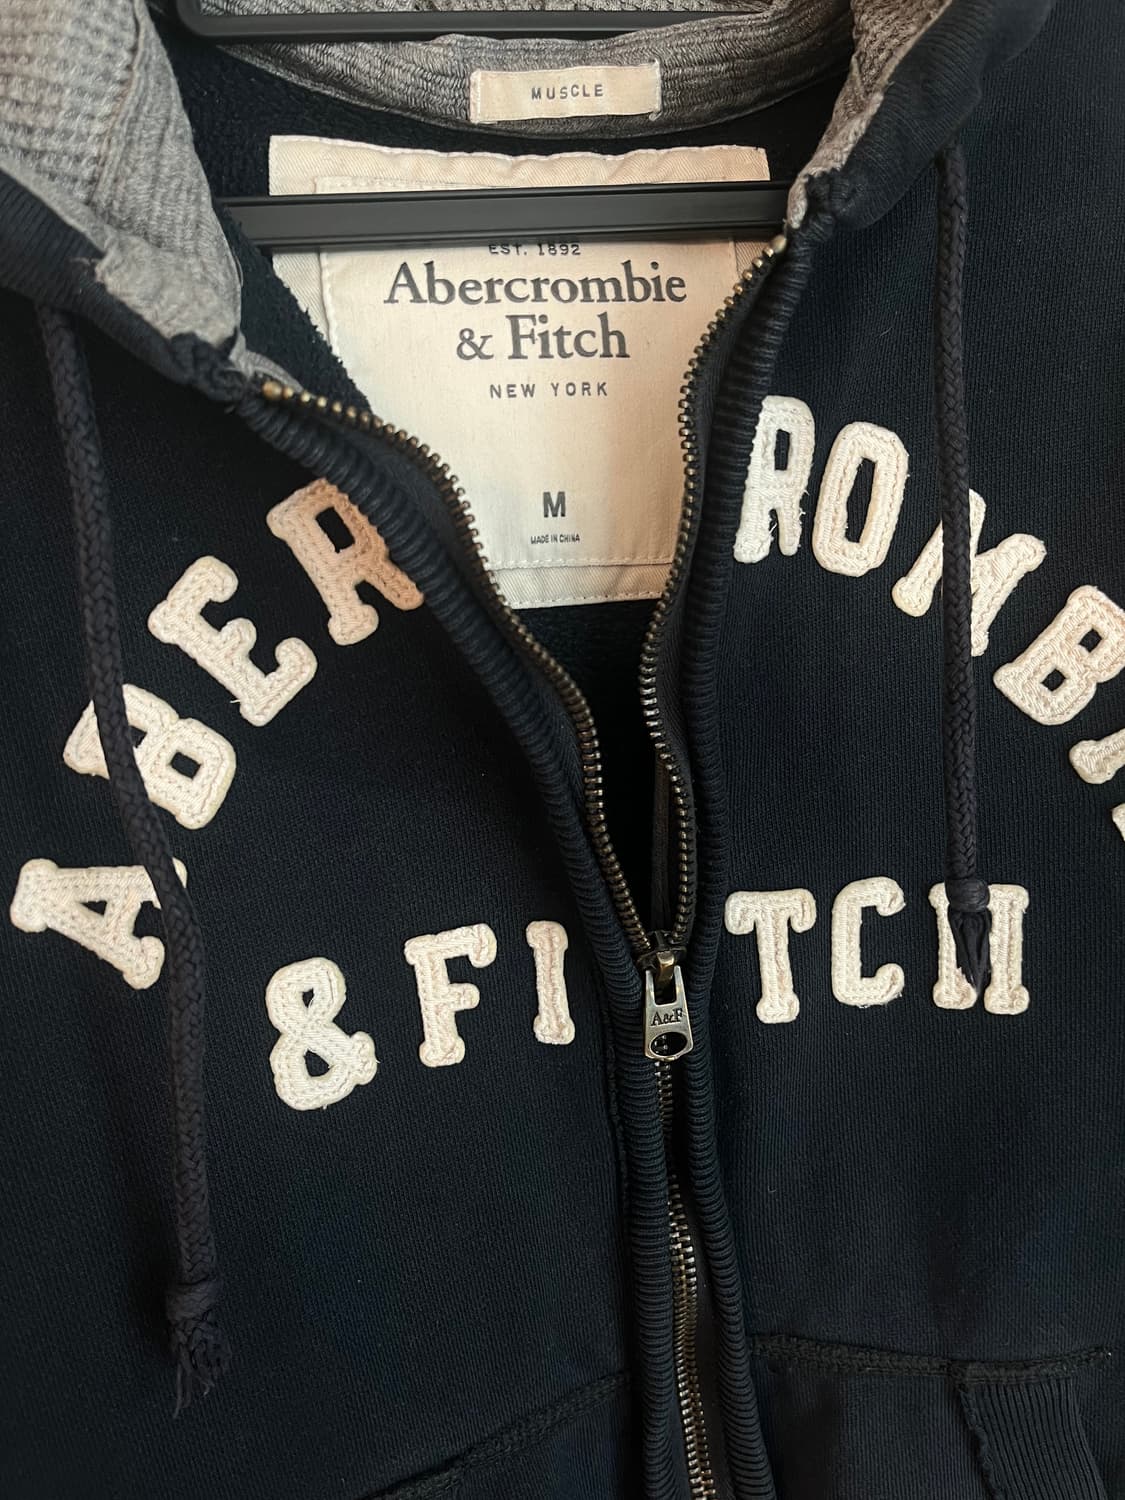 MUSCLE
EST. 1892
Abercrombie
& Fitch
NEW YORK
M
MADE IN CHINA
ABER ROMBI
& FI TCH
A&F